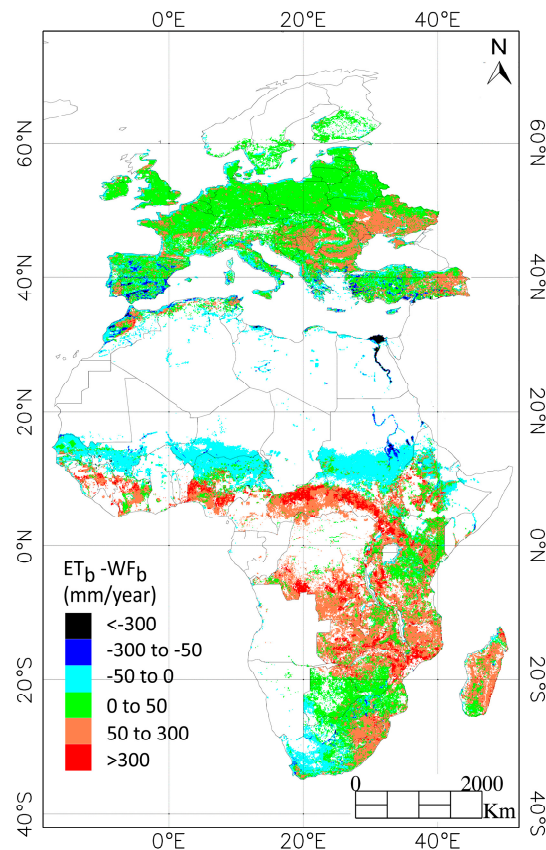 0°E 20°E 40°E
N
60°N 60°N
40°N 40°N
20°N 20°N
0°N 0°N
ET_b -WF_b
(mm/year)
<-300
-300 to -50
-50 to 0
0 to 50
50 to 300
>300
20°S 20°S
0 2000
Km
40°S 40°S
0°E 20°E 40°E